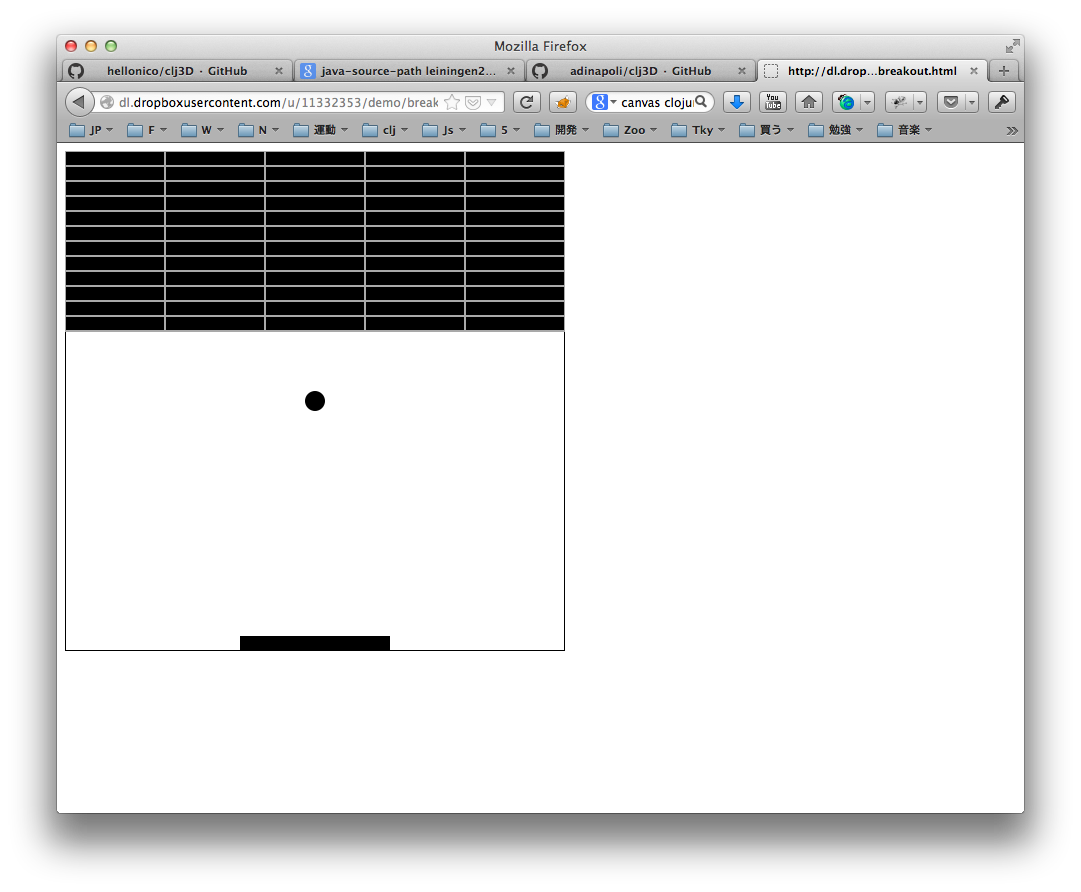 Mozilla Firefox
hellonico/clj3D · GitHub
java-source-path leiningen2...
adinapoli/clj3D · GitHub
http://dl.drop...breakout.html
dl.dropboxusercontent.com/u/11332353/demo/break
canvas cloju
You Tube
JP F W N 運動 clj Js 5 開発 Zoo Tky 買う 勉強 音楽